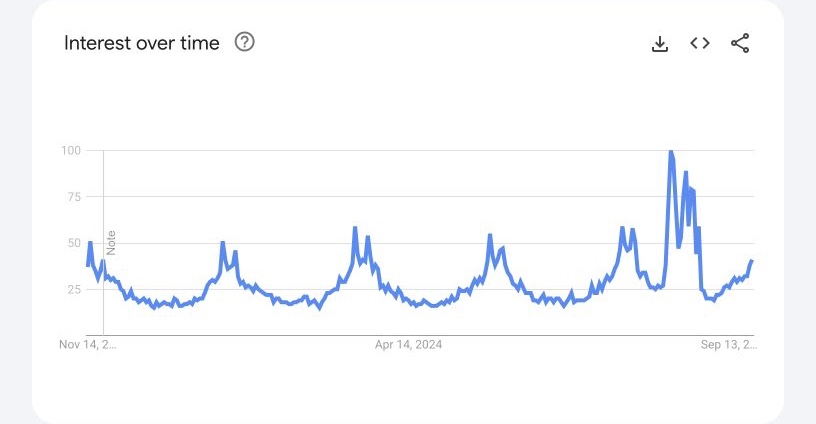 Interest over time
100
75
50
25
Note
Nov 14, 2...
Apr 14, 2024
Sep 13, 2...